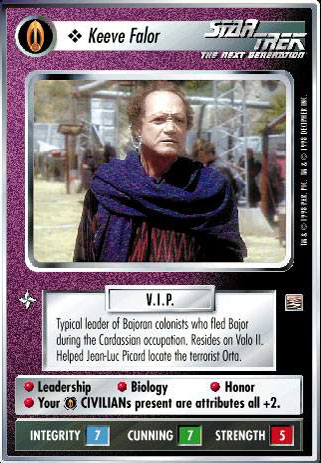 ❖ Keeve Falor
STAR TREK
THE NEXT GENERATION
TM & © 1998 PAR. PIC. TM & © 1998 DECIPHER INC.
V.I.P.
Typical leader of Bajoran colonists who fled Bajor
during the Cardassian occupation. Resides on Valo II.
Helped Jean-Luc Picard locate the terrorist Orta.
Leadership Biology Honor
Your CIVILIANs present are attributes all +2.
INTEGRITY 7 CUNNING 7 STRENGTH 5